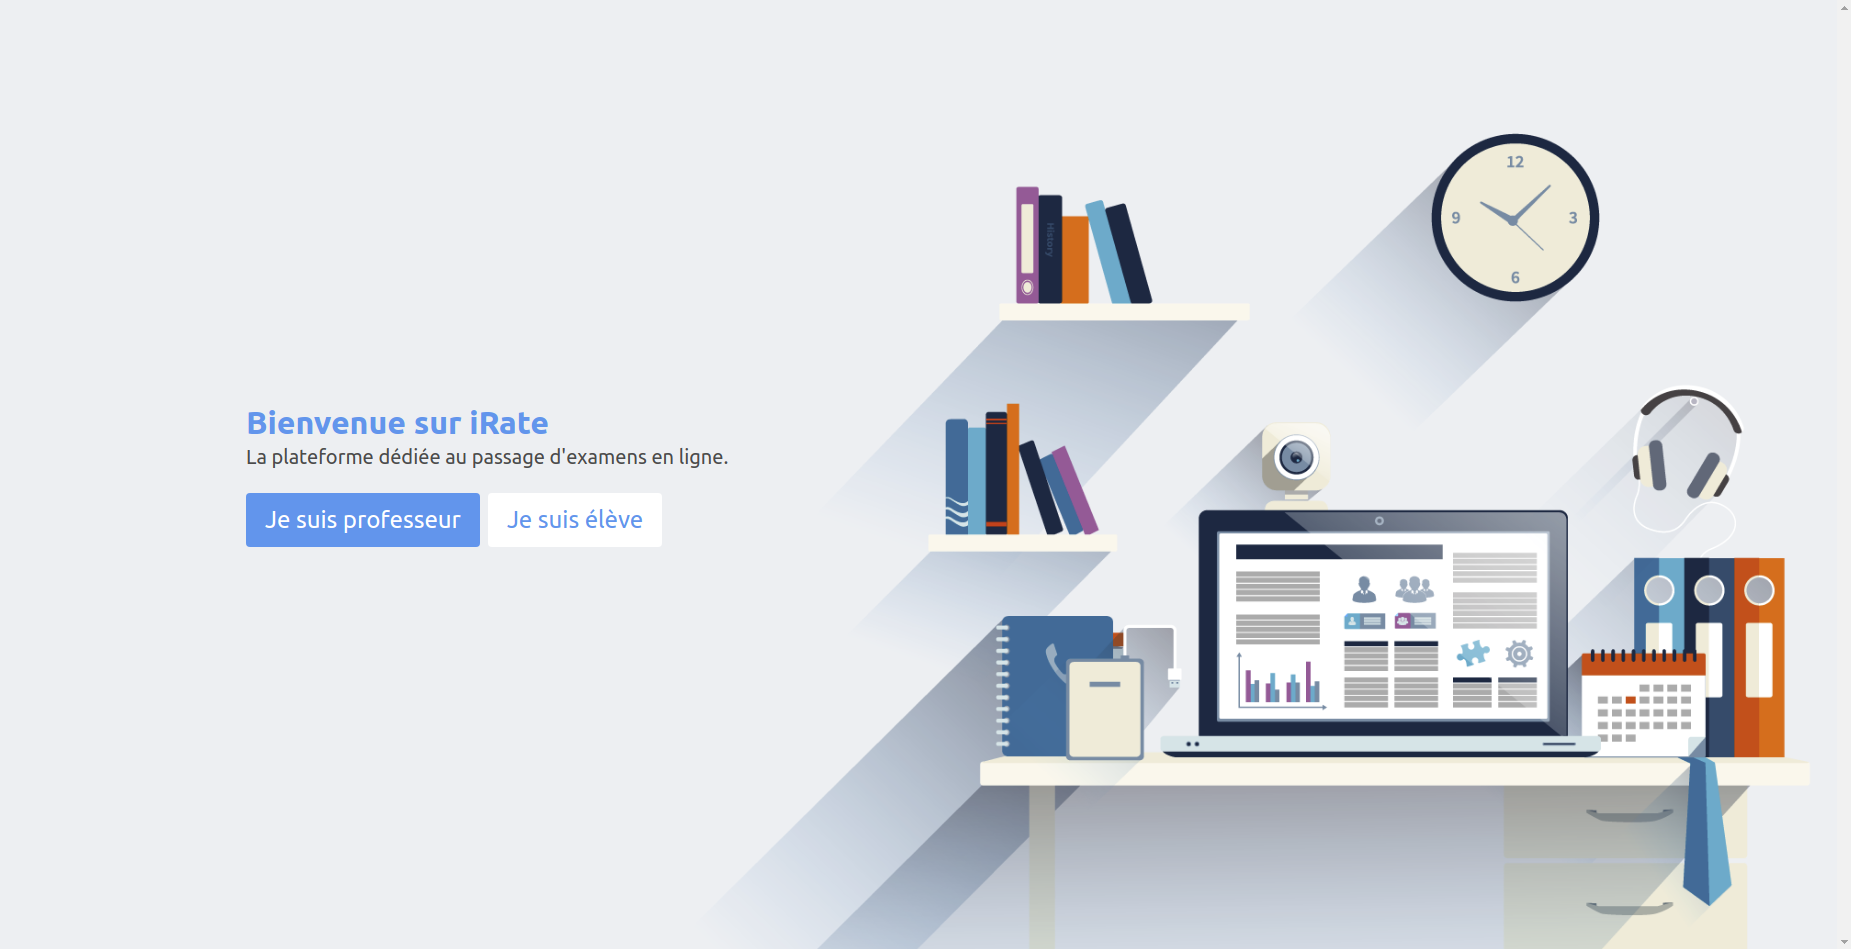 12
9
3
6
History
Bienvenue sur iRate
La plateforme dédiée au passage d'examens en ligne.
Je suis professeur
Je suis élève